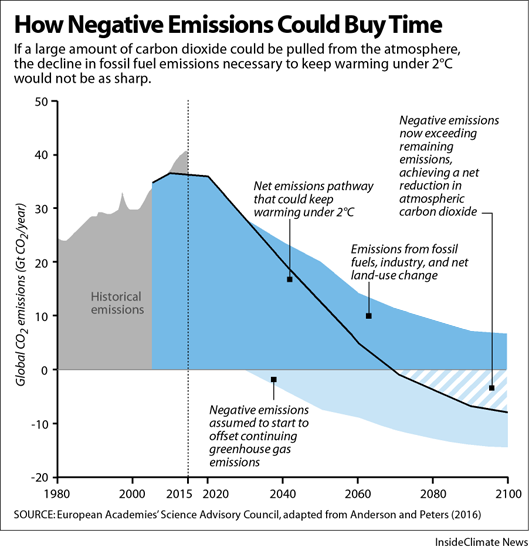 How Negative Emissions Could Buy Time
If a large amount of carbon dioxide could be pulled from the atmosphere,
the decline in fossil fuel emissions necessary to keep warming under 2°C
would not be as sharp.
Global CO2 emissions (Gt CO2/year)
50
40
30
20
10
0
-10
-20
Historical
emissions
Net emissions pathway
that could keep
warming under 2°C
Negative emissions
now exceeding
remaining
emissions,
achieving a net
reduction in
atmospheric
carbon dioxide
Emissions from fossil
fuels, industry, and net
land-use change
Negative emissions
assumed to start to
offset continuing
greenhouse gas
emissions
1980
2000
2015
2020
2040
2060
2080
2100
SOURCE: European Academies’ Science Advisory Council, adapted from Anderson and Peters (2016)
InsideClimate News